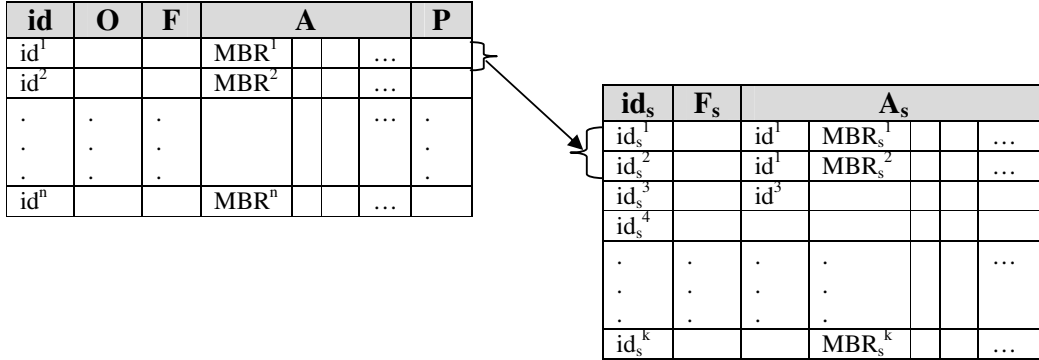 id O F A P
id¹ MBR¹ …
id² MBR² …
. . . … .
. . . .
. . . .
idⁿ MBRⁿ …
idₛ Fₛ Aₛ
idₛ¹ id¹ MBRₛ¹ …
idₛ² id¹ MBRₛ² …
idₛ³ id³
idₛ⁴
. . . . …
. . . .
. . . .
idₛᵏ MBRₛᵏ …